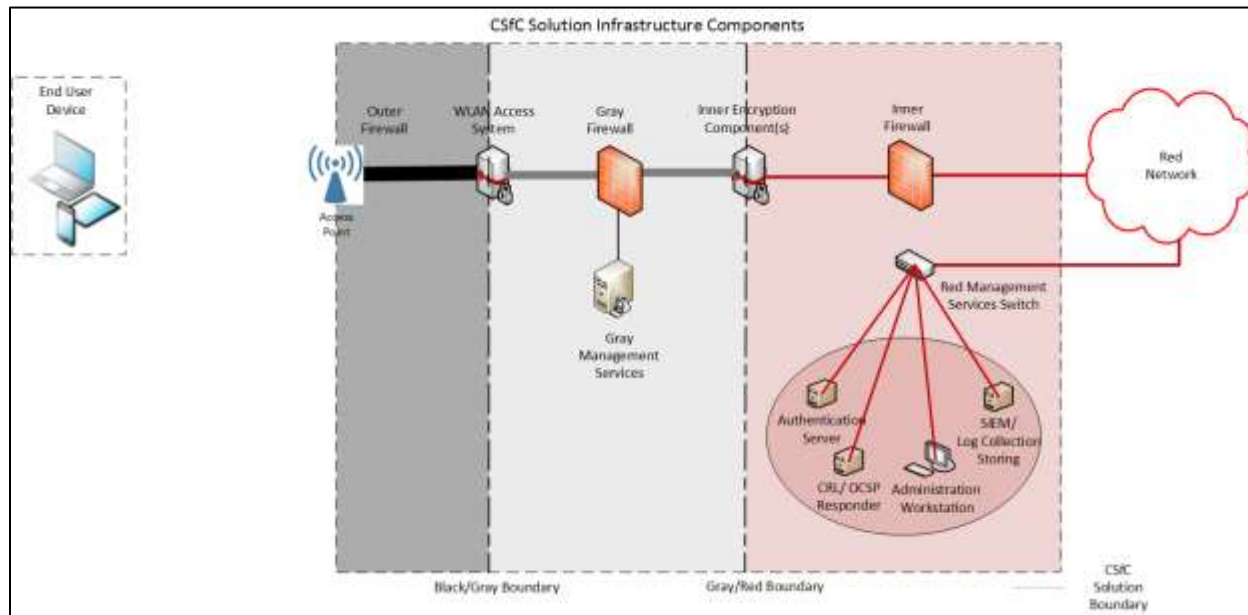 CSfC Solution Infrastructure Components
End User
Device
Outer
Firewall
WLAN Access
System
Gray
Firewall
Inner Encryption
Component(s)
Inner
Firewall
Red
Network
Access
Point
Gray
Management
Services
Red Management
Services Switch
Authentication
Server
SIEM/
Log Collection
Storing
CRL/ OCSP
Responder
Administration
Workstation
Black/Gray Boundary
Gray/Red Boundary
CSfC
Solution
Boundary